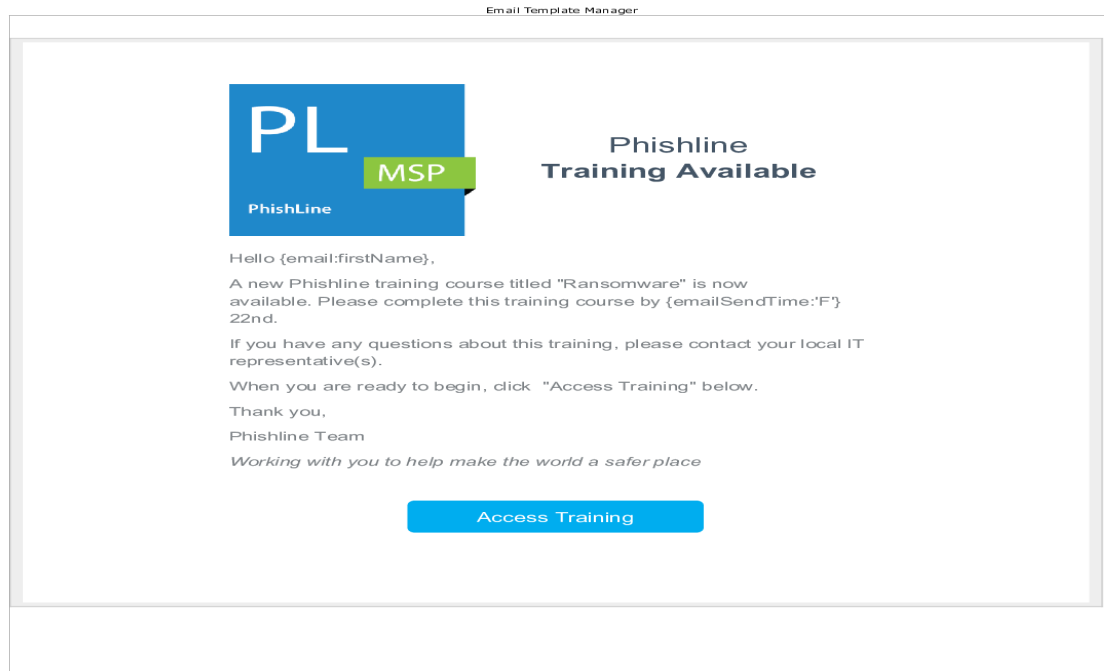 Email Template Manager
PL
MSP
PhishLine
Phishline
Training Available
Hello {email:firstName},
A new Phishline training course titled "Ransomware" is now
available. Please complete this training course by {emailSendTime:'F'}
22nd.
If you have any questions about this training, please contact your local IT
representative(s).
When you are ready to begin, click "Access Training" below.
Thank you,
Phishline Team
Working with you to help make the world a safer place
Access Training